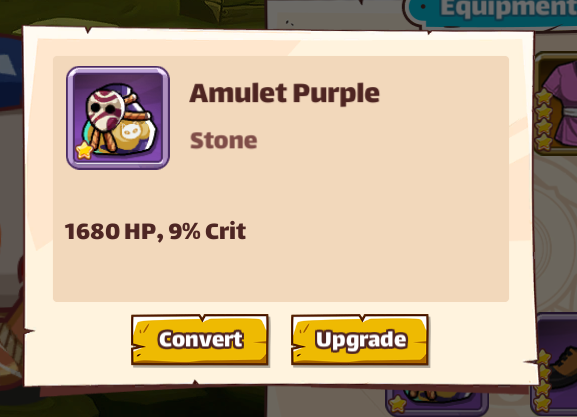 Equipment
Amulet Purple
Stone
1680 HP, 9% Crit
Convert
Upgrade